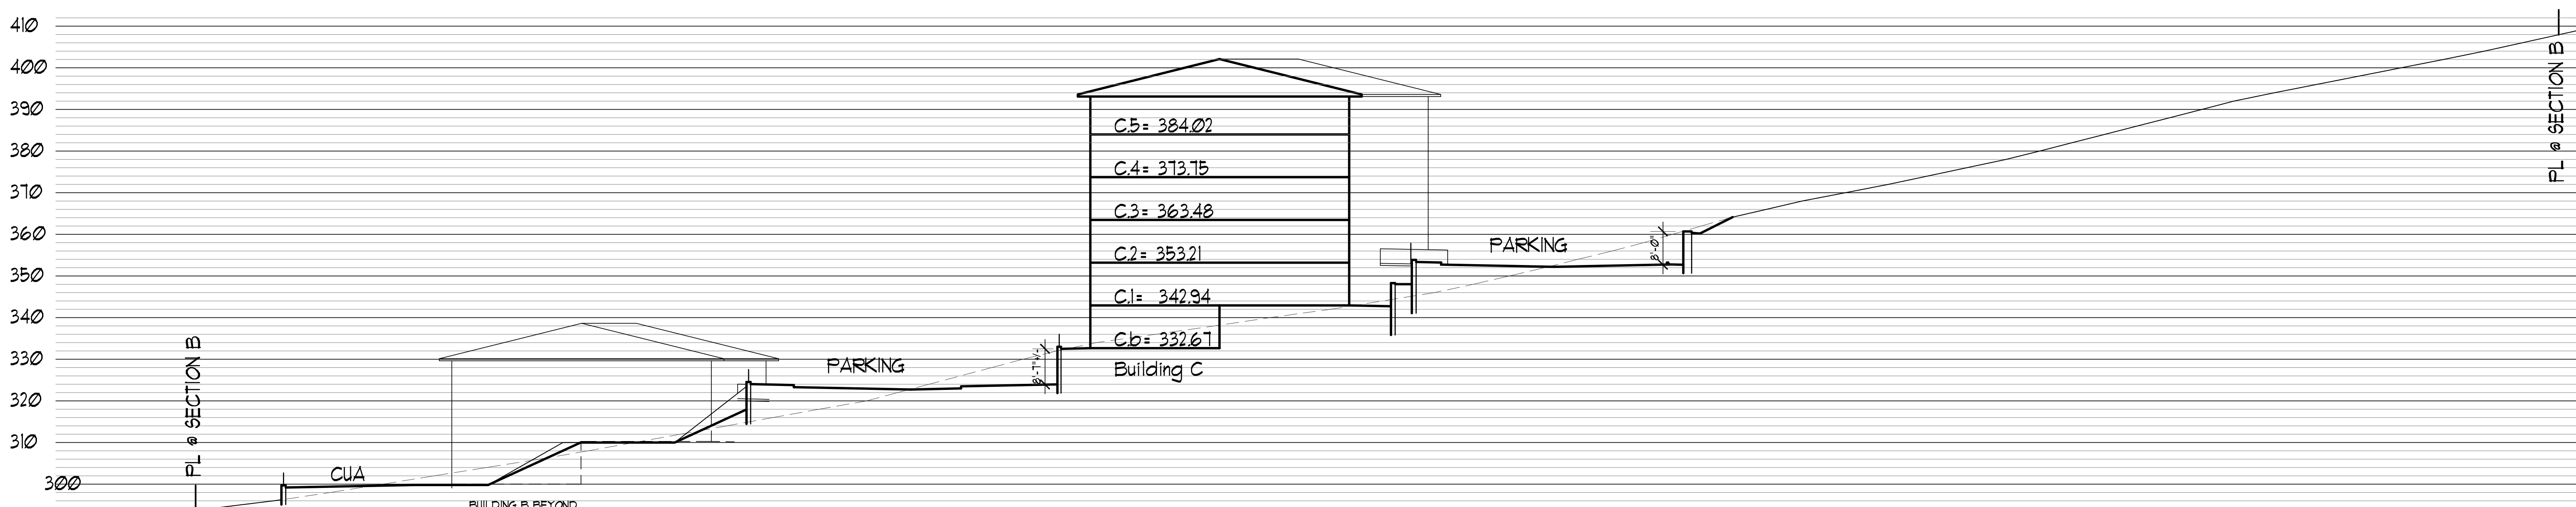 410
400
390
380
370
360
350
340
330
320
310
300
PL @ SECTION B
CUA
BUILDING B BEYOND
PARKING
8'-7"+/-
C.5= 384.02
C.4= 373.75
C.3= 363.48
C.2= 353.21
C.1= 342.94
C.b= 332.67
Building C
PARKING
8'-0"
PL @ SECTION B